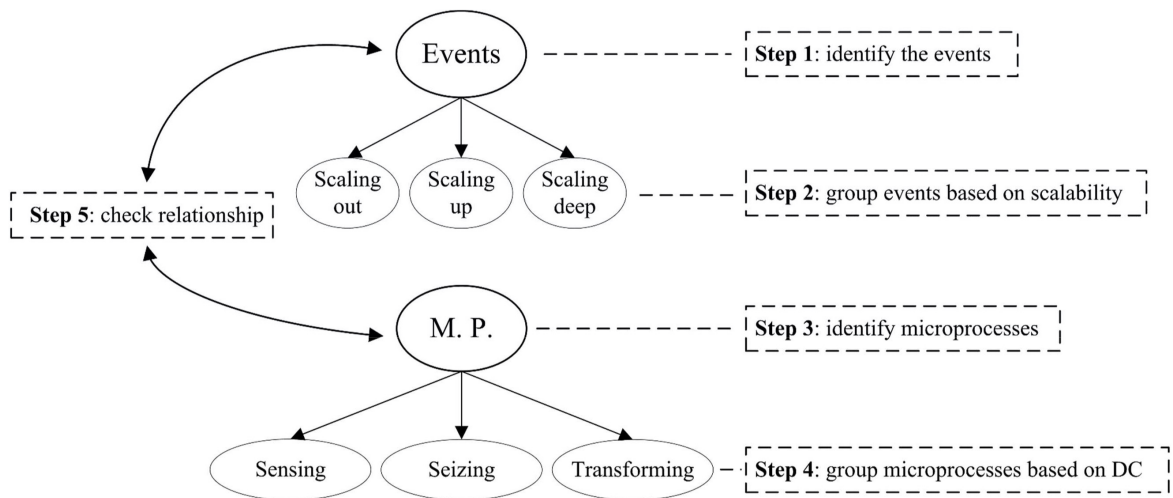 Events
Step 1: identify the events
Scaling
out
Scaling
up
Scaling
deep
Step 2: group events based on scalability
Step 5: check relationship
M. P.
Step 3: identify microprocesses
Sensing
Seizing
Transforming
Step 4: group microprocesses based on DC